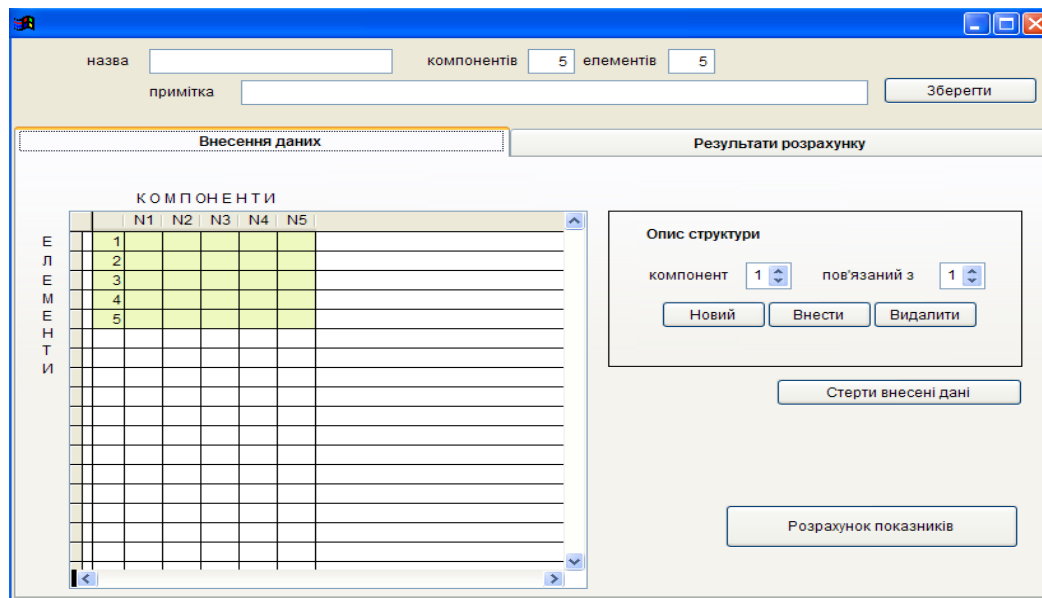 назва компонентів 5 елементів 5
примітка Зберегти
Внесення даних Результати розрахунку
КОМПОНЕНТИ
N1 N2 N3 N4 N5
ЕЛЕМЕНТИ
1
2
3
4
5
Опис структури
компонент 1 пов'язаний з 1
Новий Внести Видалити
Стерти внесені дані
Розрахунок показників